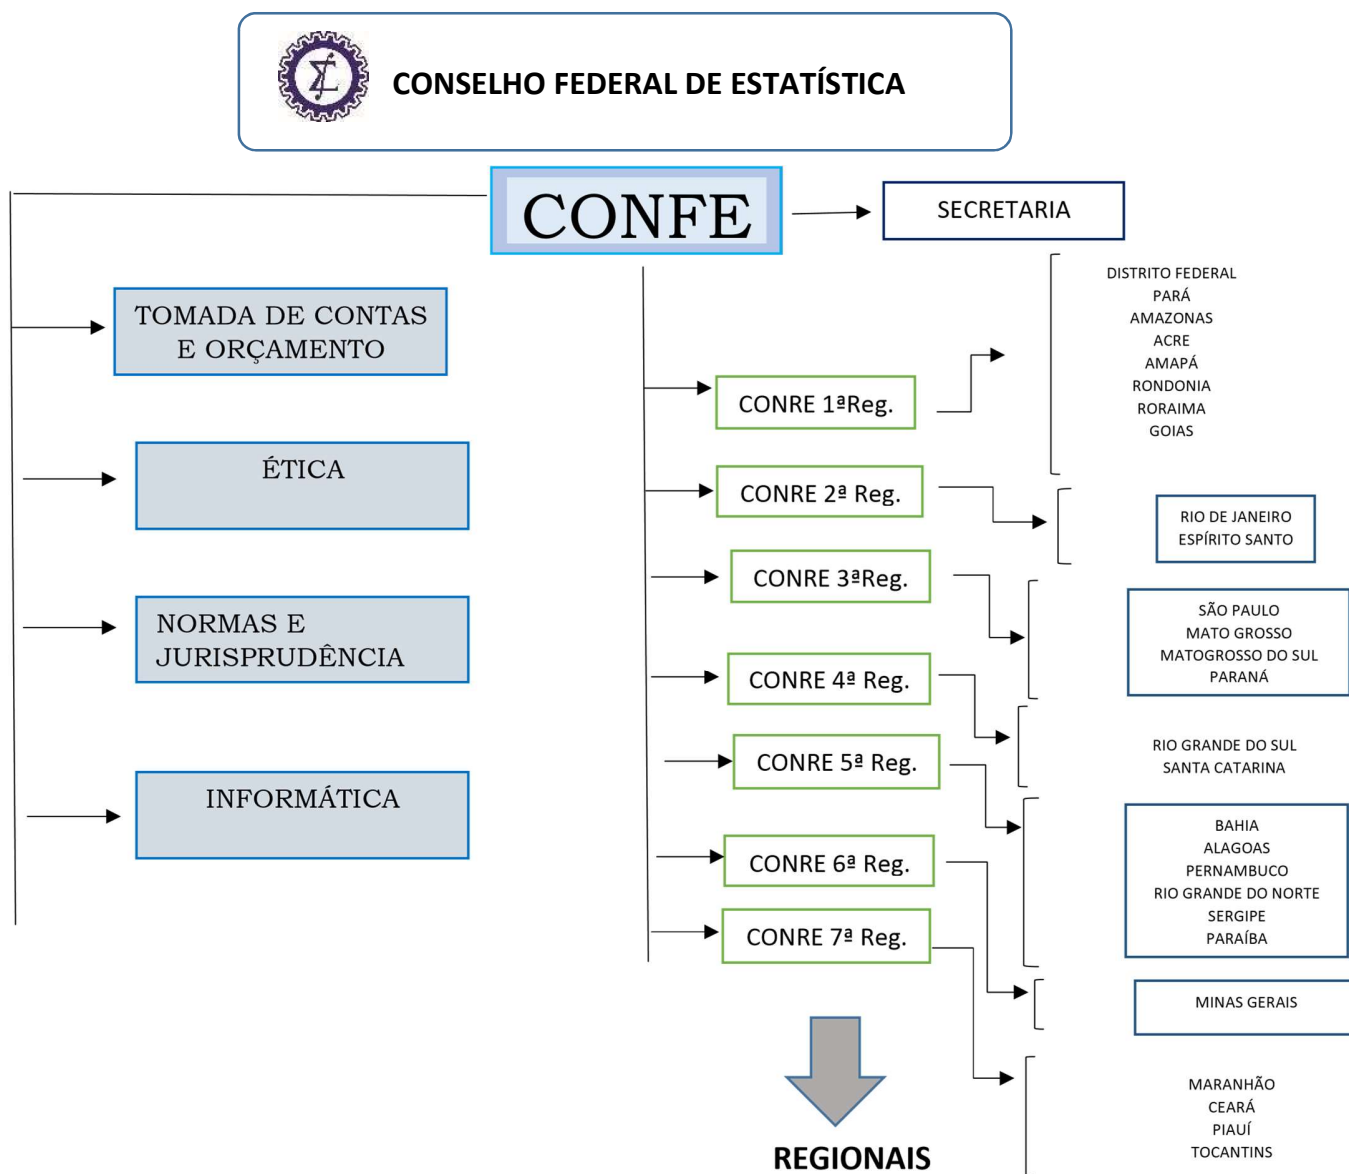 CONSELHO FEDERAL DE ESTATÍSTICA
CONFE
SECRETARIA
TOMADA DE CONTAS
E ORÇAMENTO
ÉTICA
NORMAS E
JURISPRUDÊNCIA
INFORMÁTICA
CONRE 1ªReg.
DISTRITO FEDERAL
PARÁ
AMAZONAS
ACRE
AMAPÁ
RONDONIA
RORAIMA
GOIAS
CONRE 2ª Reg.
RIO DE JANEIRO
ESPÍRITO SANTO
CONRE 3ªReg.
SÃO PAULO
MATO GROSSO
MATOGROSSO DO SUL
PARANÁ
CONRE 4ª Reg.
RIO GRANDE DO SUL
SANTA CATARINA
CONRE 5ª Reg.
BAHIA
ALAGOAS
PERNAMBUCO
RIO GRANDE DO NORTE
SERGIPE
PARAÍBA
CONRE 6ª Reg.
MINAS GERAIS
CONRE 7ª Reg.
MARANHÃO
CEARÁ
PIAUÍ
TOCANTINS
REGIONAIS